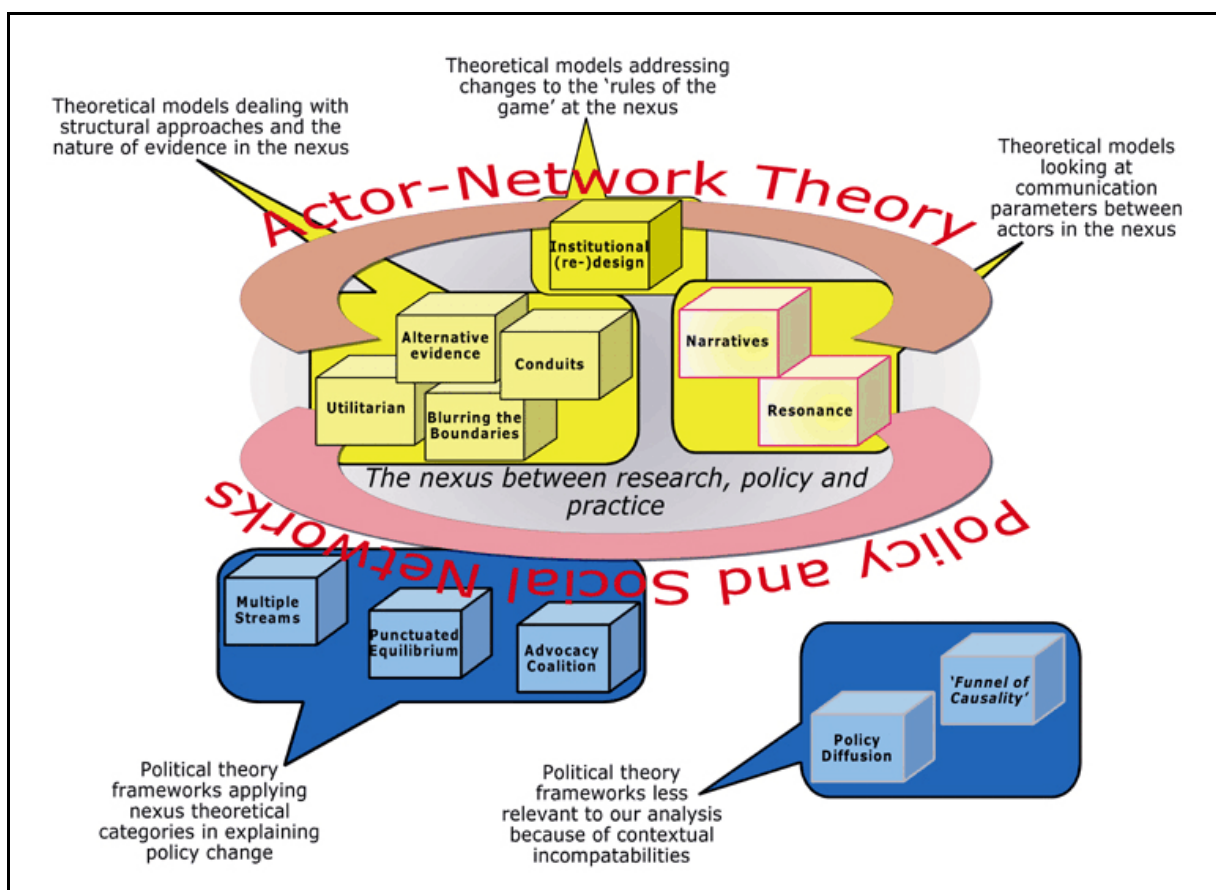 Theoretical models addressing
changes to the ‘rules of the
game’ at the nexus
Theoretical models dealing with
structural approaches and the
nature of evidence in the nexus
Theoretical models
looking at
communication
parameters between
actors in the nexus
Actor-Network Theory
Institutional
(re-)design
Alternative
evidence
Conduits
Utilitarian
Blurring the
Boundaries
Narratives
Resonance
The nexus between research, policy and
practice
Policy and Social Networks
Multiple
Streams
Punctuated
Equilibrium
Advocacy
Coalition
‘Funnel of
Causality’
Policy
Diffusion
Political theory
frameworks applying
nexus theoretical
categories in explaining
policy change
Political theory
frameworks less
relevant to our analysis
because of contextual
incompatabilities